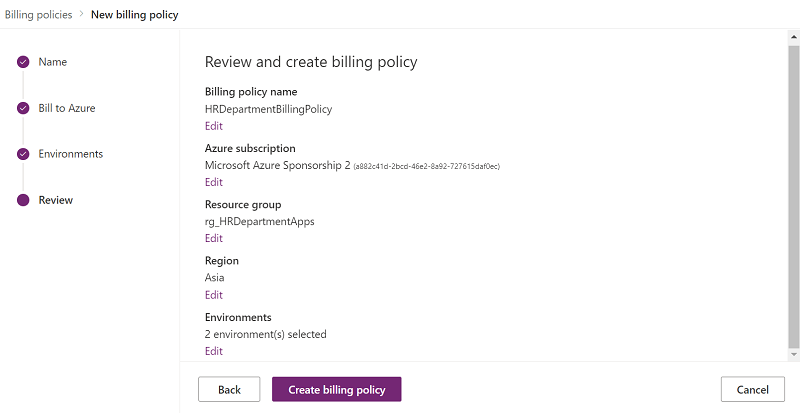 Billing policies > New billing policy
Name
Bill to Azure
Environments
Review
Review and create billing policy
Billing policy name
HRDepartmentBillingPolicy
Edit
Azure subscription
Microsoft Azure Sponsorship 2 (a882c41d-2bcd-46e2-8a92-727615daf0ec)
Edit
Resource group
rg_HRDepartmentApps
Edit
Region
Asia
Edit
Environments
2 environment(s) selected
Edit
Back
Create billing policy
Cancel